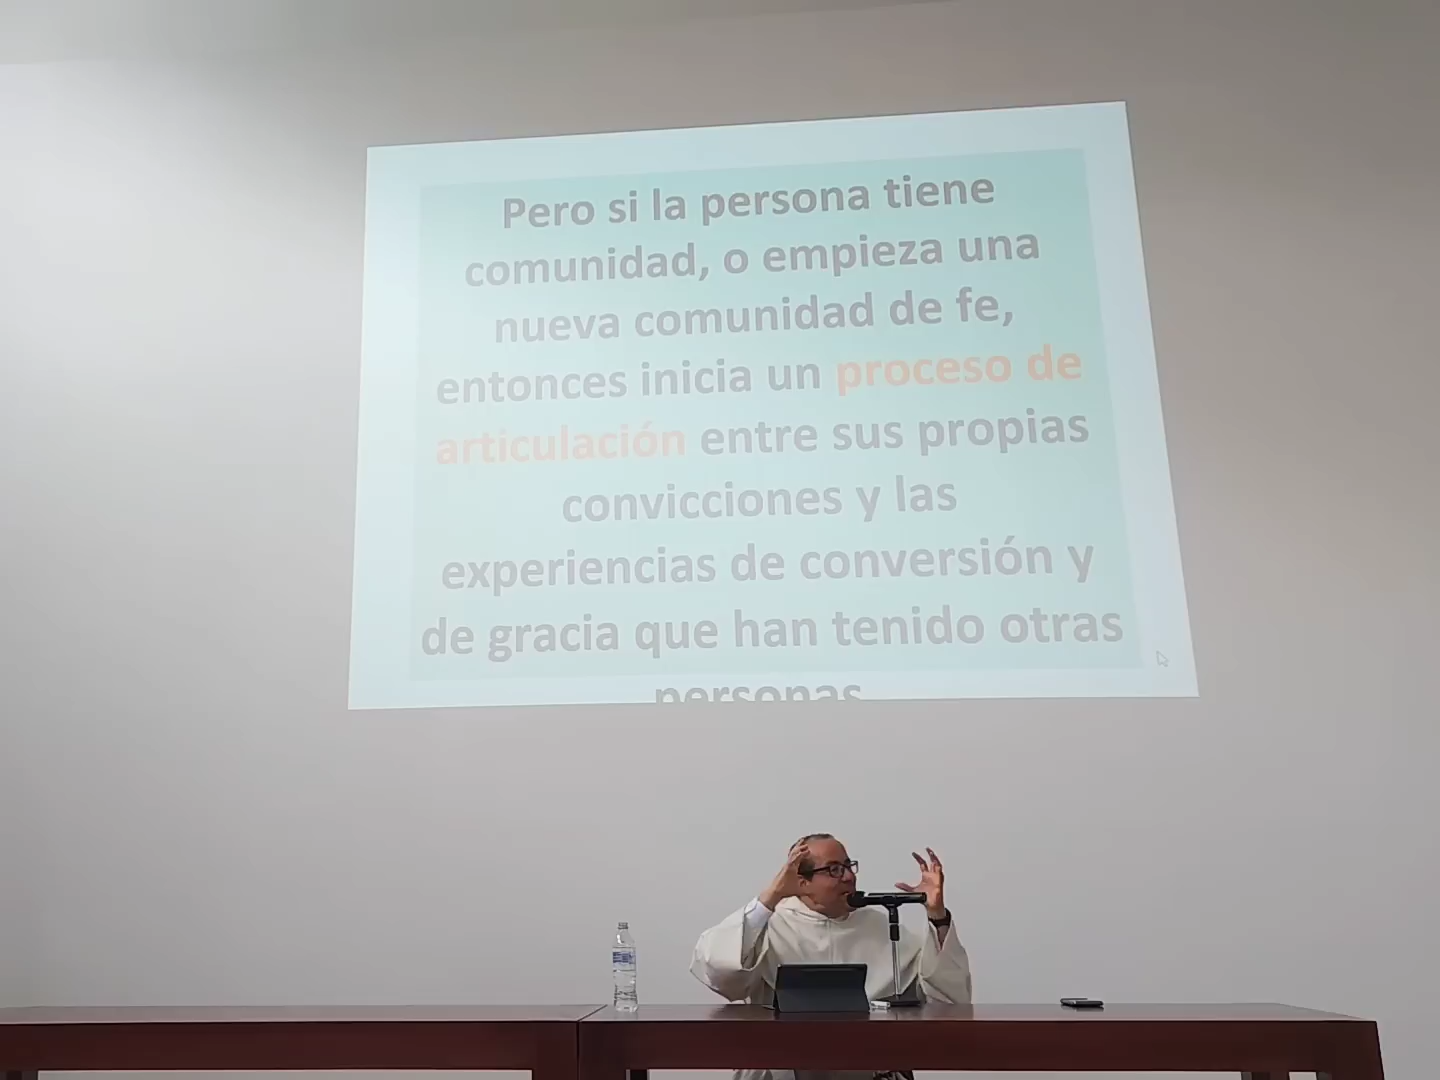 Pero si la persona tiene
comunidad, o empieza una
nueva comunidad de fe,
entonces inicia un proceso de
articulación entre sus propias
convicciones y las
experiencias de conversión y
de gracia que han tenido otras
personas